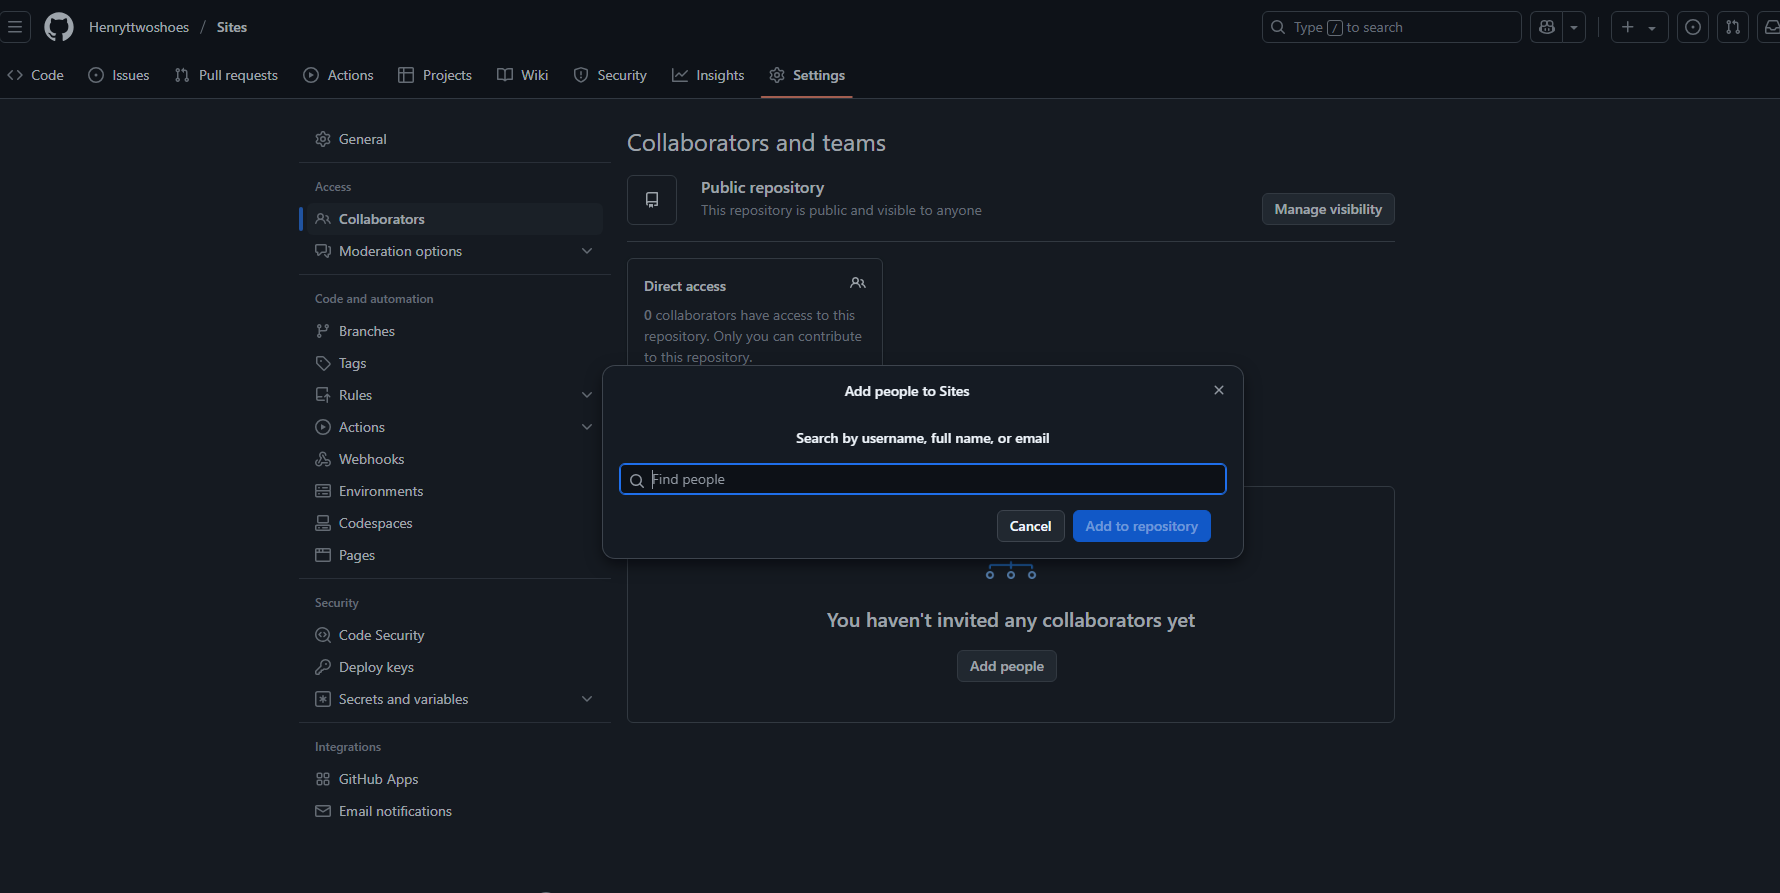 Henryttwoshoes / Sites
Type / to search
Code Issues Pull requests Actions Projects Wiki Security Insights Settings
General
Access
Collaborators
Moderation options
Code and automation
Branches
Tags
Rules
Actions
Webhooks
Environments
Codespaces
Pages
Security
Code Security
Deploy keys
Secrets and variables
Integrations
GitHub Apps
Email notifications
Collaborators and teams
Public repository
This repository is public and visible to anyone
Manage visibility
Direct access
0 collaborators have access to this
repository. Only you can contribute
to this repository.
Add people to Sites
Search by username, full name, or email
Find people
Cancel Add to repository
You haven't invited any collaborators yet
Add people